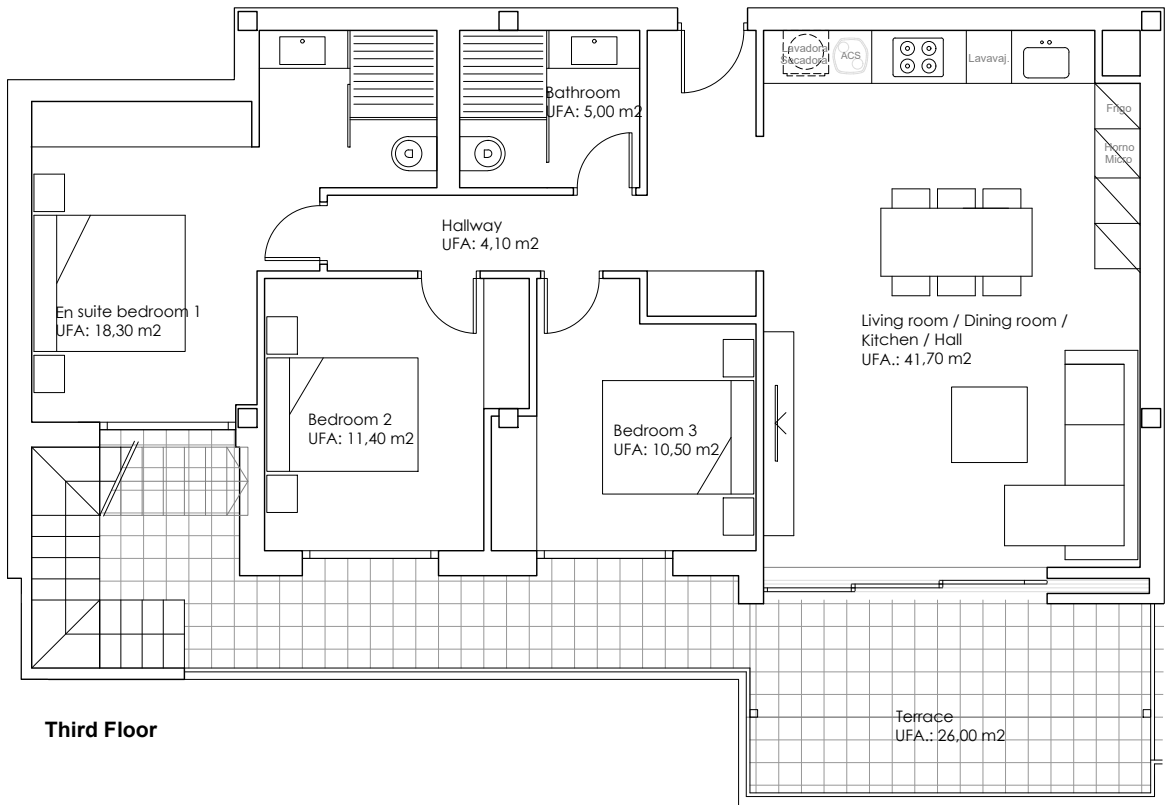 Lavadora
Secadora
ACS
Lavavaj.
Bathroom
UFA: 5,00 m2
Frigo
Horno
Micro
Hallway
UFA: 4,10 m2
En suite bedroom 1
UFA: 18,30 m2
Living room / Dining room /
Kitchen / Hall
UFA.: 41,70 m2
Bedroom 2
UFA: 11,40 m2
Bedroom 3
UFA: 10,50 m2
Third Floor
Terrace
UFA.: 26,00 m2